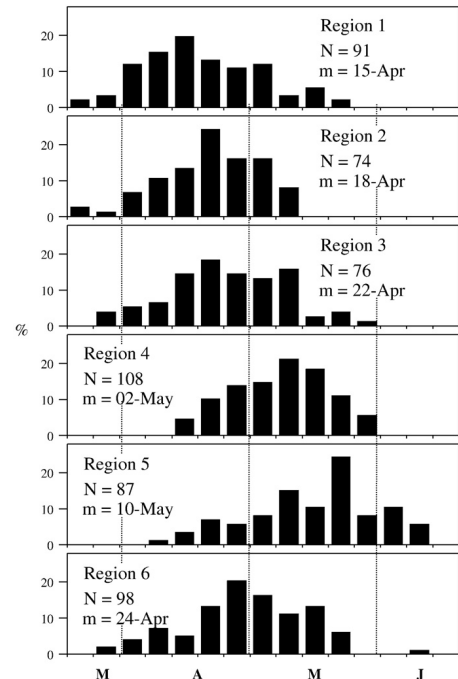 20
10
0
Region 1
N = 91
m = 15-Apr
20
10
0
Region 2
N = 74
m = 18-Apr
20
10
0
Region 3
N = 76
m = 22-Apr
%
20
10
0
Region 4
N = 108
m = 02-May
20
10
0
Region 5
N = 87
m = 10-May
20
10
0
Region 6
N = 98
m = 24-Apr
M A M J